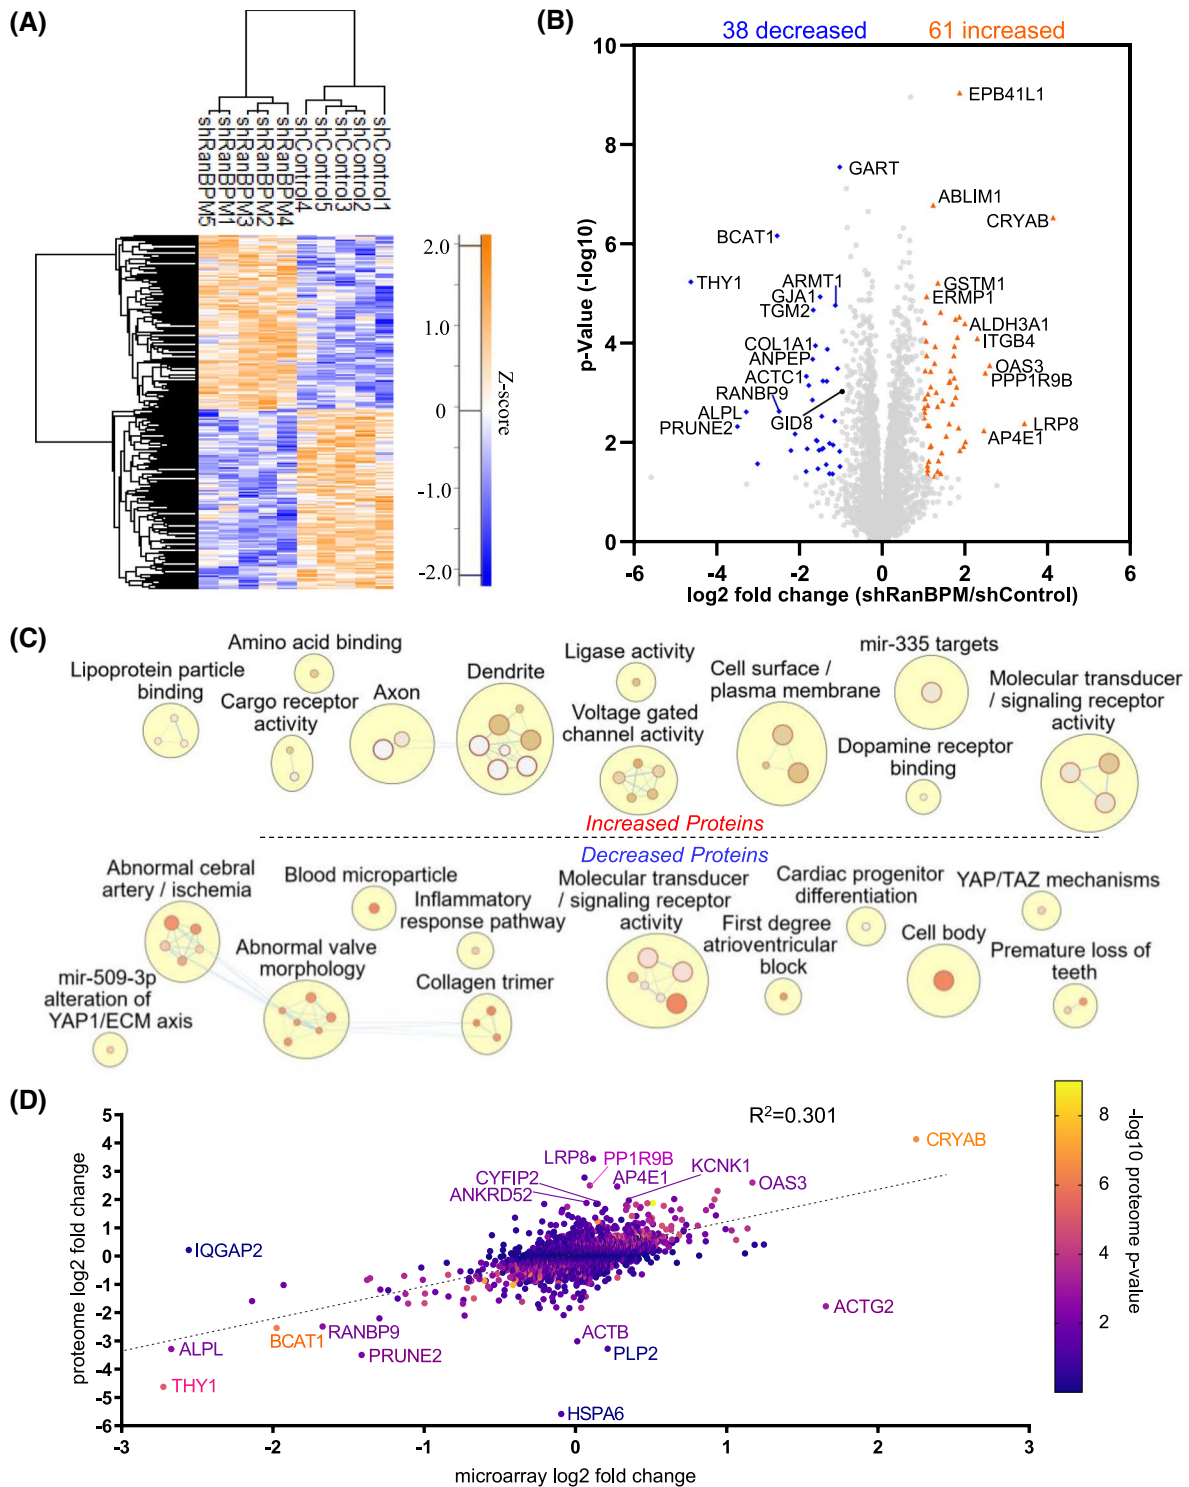 (A)
shRanBPM5
shRanBPM1
shRanBPM3
shRanBPM2
shRanBPM4
shControl4
shControl5
shControl3
shControl2
shControl1
2.0
1.0
0
-1.0
-2.0
Z-score
(B)
38 decreased
61 increased
10
8
6
4
2
0
p-Value (-log10)
EPB41L1
GART
ABLIM1
CRYAB
BCAT1
THY1
ARMT1
GJA1
TGM2
GSTM1
ERMP1
ALDH3A1
ITGB4
COL1A1
ANPEP
ACTC1
RANBP9
ALPL
PRUNE2
GID8
OAS3
PPP1R9B
LRP8
AP4E1
-6
-4
-2
0
2
4
6
log2 fold change (shRanBPM/shControl)
(C)
Lipoprotein particle
binding
Amino acid binding
Cargo receptor
activity
Axon
Dendrite
Ligase activity
Voltage gated
channel activity
Cell surface /
plasma membrane
mir-335 targets
Dopamine receptor
binding
Molecular transducer
/ signaling receptor
activity
Increased Proteins
Decreased Proteins
Abnormal cebral
artery / ischemia
Blood microparticle
Inflammatory
response pathway
Abnormal valve
morphology
mir-509-3p
alteration of
YAP1/ECM axis
Collagen trimer
Molecular transducer
/ signaling receptor
activity
First degree
atrioventricular
block
Cardiac progenitor
differentiation
Cell body
YAP/TAZ mechanisms
Premature loss of
teeth
(D)
5
4
3
2
1
0
-1
-2
-3
-4
-5
-6
proteome log2 fold change
R²=0.301
CRYAB
LRP8
PP1R9B
AP4E1
KCNK1
OAS3
CYFIP2
ANKRD52
IQGAP2
ACTG2
RANBP9
BCAT1
ALPL
PRUNE2
THY1
ACTB
PLP2
HSPA6
-3
-2
-1
0
1
2
3
microarray log2 fold change
8
6
4
2
-log10 proteome p-value